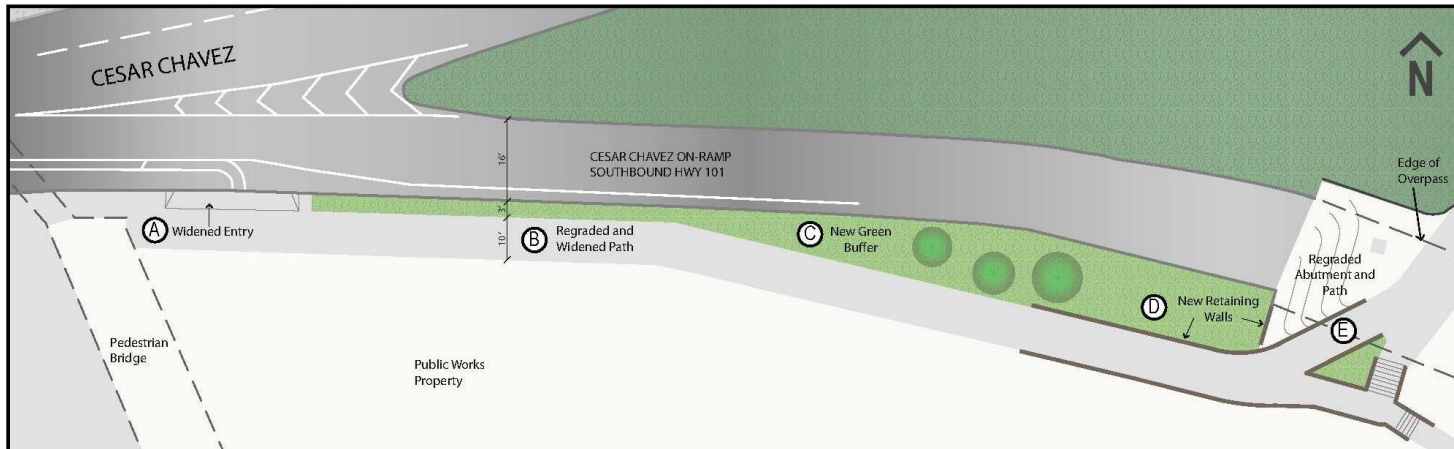 CESAR CHAVEZ
N
16'
CESAR CHAVEZ ON-RAMP
SOUTHBOUND HWY 101
Edge of
Overpass
3'
A
Widened Entry
10'
B
Regraded and
Widened Path
C
New Green
Buffer
Regraded
Abutment and
Path
D
New Retaining
Walls
E
Pedestrian
Bridge
Public Works
Property